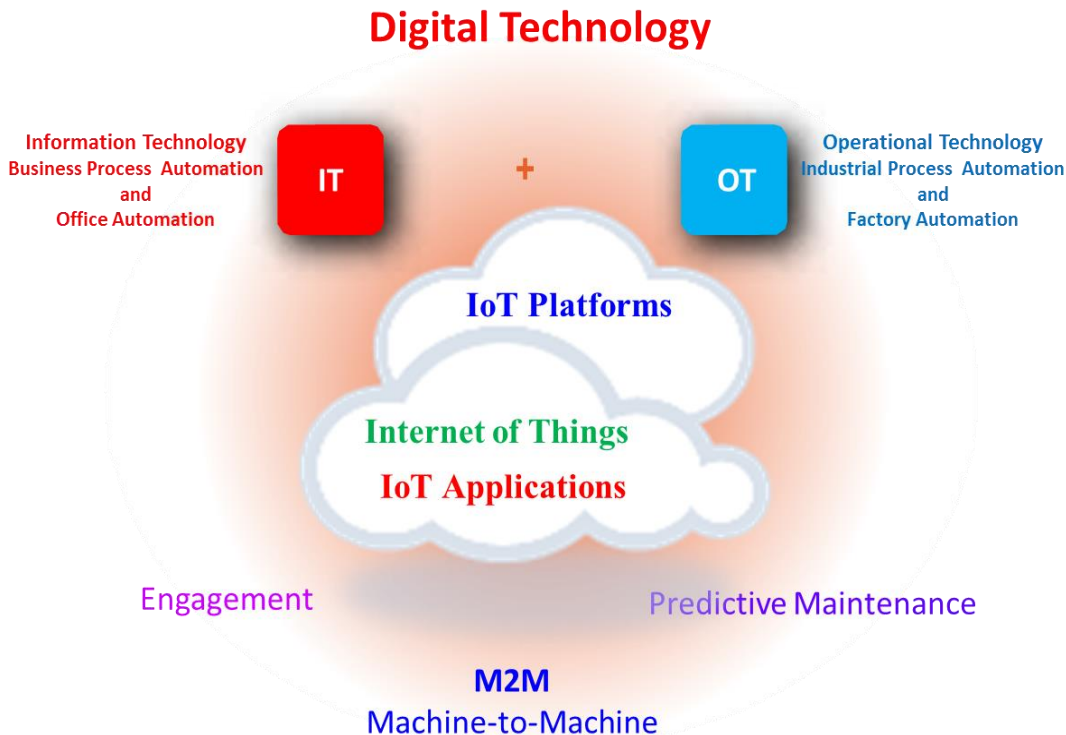 Digital Technology
Information Technology
Business Process Automation
and
Office Automation
IT
+
OT
Operational Technology
Industrial Process Automation
and
Factory Automation
IoT Platforms
Internet of Things
IoT Applications
Engagement
Predictive Maintenance
M2M
Machine-to-Machine